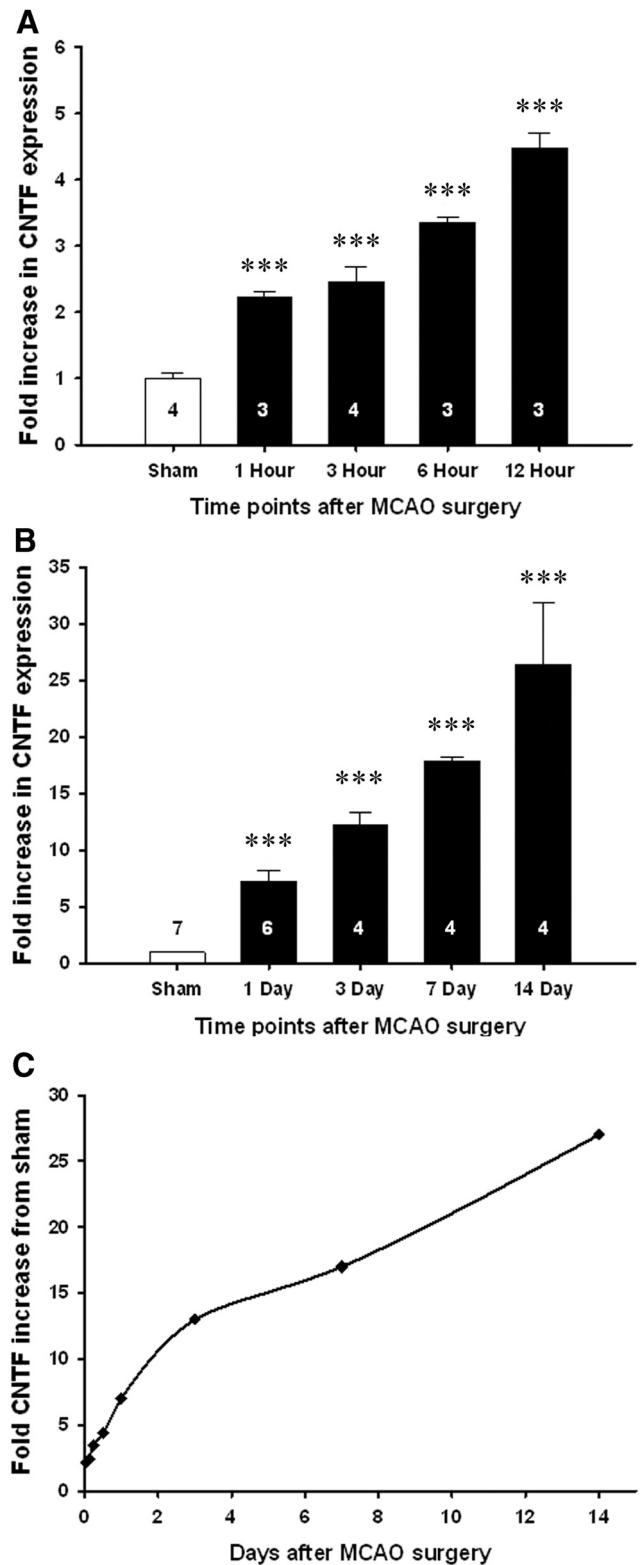 A
Fold increase in CNTF expression
6
5
4
3
2
1
0
***
***
***
***
4
3
4
3
3
Sham
1 Hour
3 Hour
6 Hour
12 Hour
Time points after MCAO surgery
B
Fold increase in CNTF expression
35
30
25
20
15
10
5
0
***
***
***
***
7
6
4
4
4
Sham
1 Day
3 Day
7 Day
14 Day
Time points after MCAO surgery
C
Fold CNTF increase from sham
30
25
20
15
10
5
0
0
2
4
6
8
10
12
14
Days after MCAO surgery